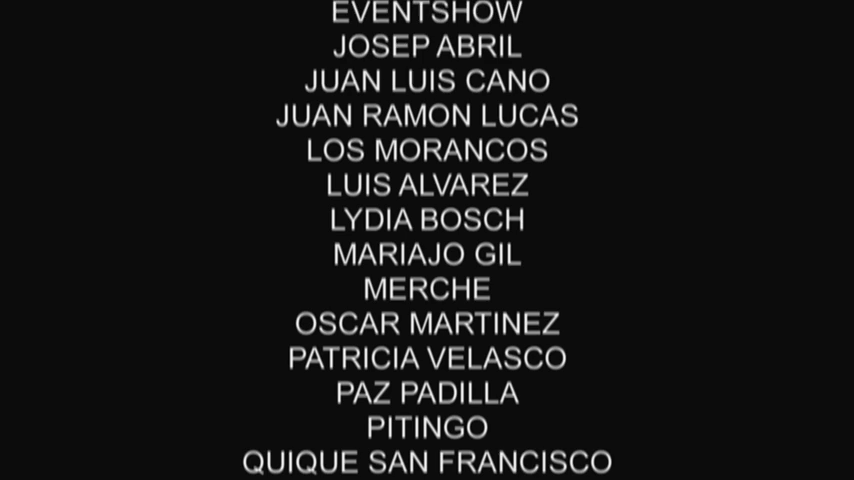 EVENTSHOW
JOSEP ABRIL
JUAN LUIS CANO
JUAN RAMON LUCAS
LOS MORANCOS
LUIS ALVAREZ
LYDIA BOSCH
MARIAJO GIL
MERCHE
OSCAR MARTINEZ
PATRICIA VELASCO
PAZ PADILLA
PITINGO
QUIQUE SAN FRANCISCO